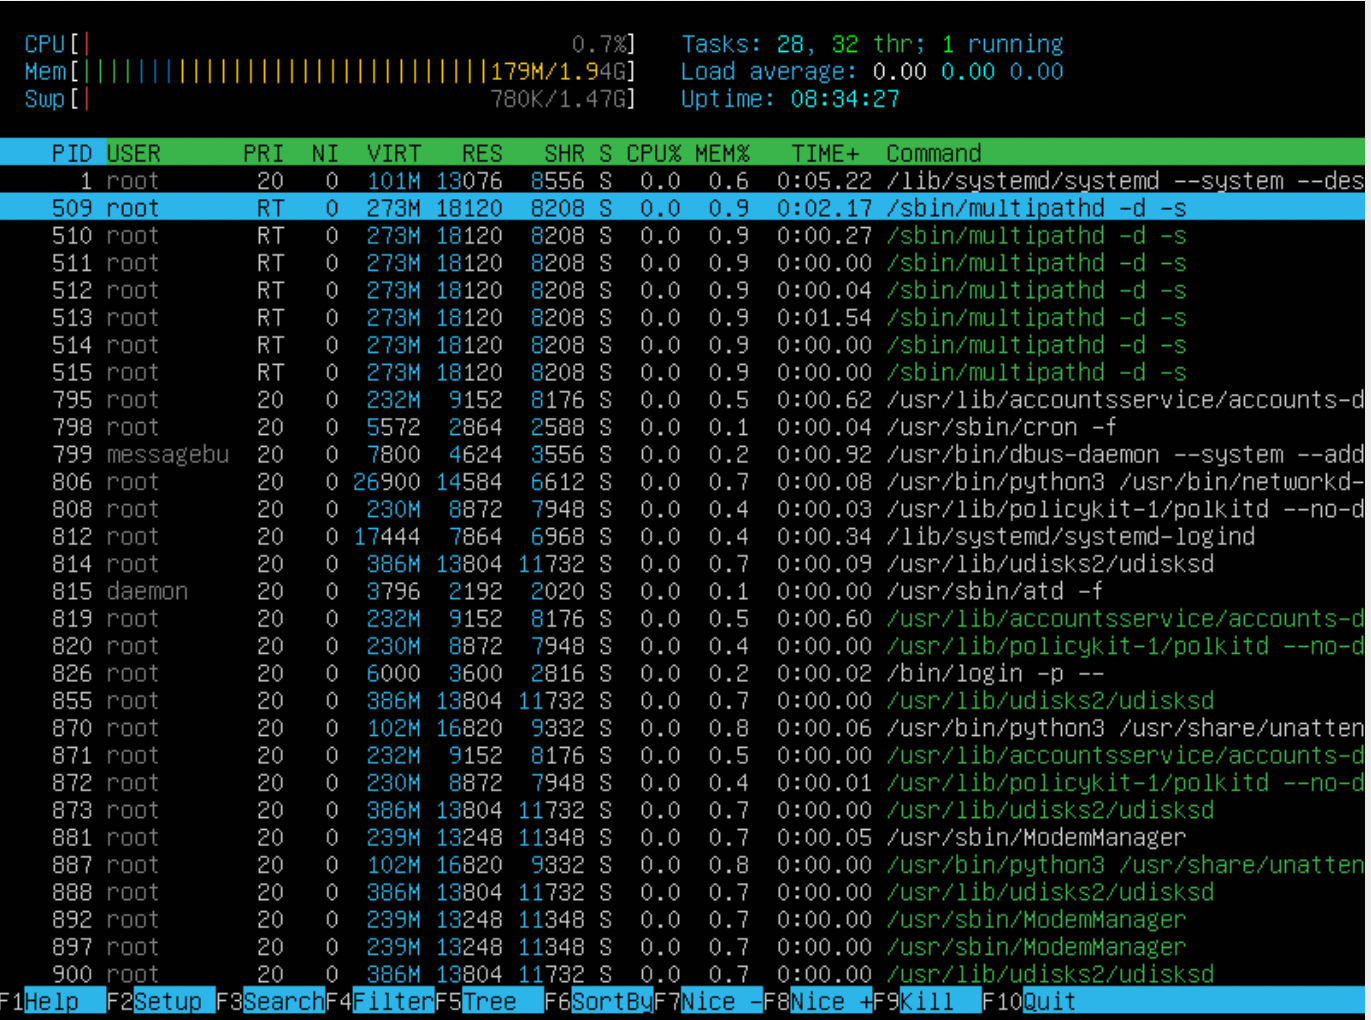 CPU[| 0.7%] Tasks: 28, 32 thr; 1 running
Mem[||||||||||||||||||||||||||||||179M/1.94G] Load average: 0.00 0.00 0.00
Swp[| 780K/1.47G] Uptime: 08:34:27
PID USER PRI NI VIRT RES SHR S CPU% MEM% TIME+ Command
1 root 20 0 101M 13076 8556 S 0.0 0.6 0:05.22 /lib/systemd/systemd --system --des
509 root RT 0 273M 18120 8208 S 0.0 0.9 0:02.17 /sbin/multipathd -d -s
510 root RT 0 273M 18120 8208 S 0.0 0.9 0:00.27 /sbin/multipathd -d -s
511 root RT 0 273M 18120 8208 S 0.0 0.9 0:00.00 /sbin/multipathd -d -s
512 root RT 0 273M 18120 8208 S 0.0 0.9 0:00.04 /sbin/multipathd -d -s
513 root RT 0 273M 18120 8208 S 0.0 0.9 0:01.54 /sbin/multipathd -d -s
514 root RT 0 273M 18120 8208 S 0.0 0.9 0:00.00 /sbin/multipathd -d -s
515 root RT 0 273M 18120 8208 S 0.0 0.9 0:00.00 /sbin/multipathd -d -s
795 root 20 0 232M 9152 8176 S 0.0 0.5 0:00.62 /usr/lib/accountsservice/accounts-d
798 root 20 0 5572 2864 2588 S 0.0 0.1 0:00.04 /usr/sbin/cron -f
799 messagebu 20 0 7800 4624 3556 S 0.0 0.2 0:00.92 /usr/bin/dbus-daemon --system --add
806 root 20 0 26900 14584 6612 S 0.0 0.7 0:00.08 /usr/bin/python3 /usr/bin/networkd-
808 root 20 0 230M 8872 7948 S 0.0 0.4 0:00.03 /usr/lib/policykit-1/polkitd --no-d
812 root 20 0 17444 7864 6968 S 0.0 0.4 0:00.34 /lib/systemd/systemd-logind
814 root 20 0 386M 13804 11732 S 0.0 0.7 0:00.09 /usr/lib/udisks2/udisksd
815 daemon 20 0 3796 2192 2020 S 0.0 0.1 0:00.00 /usr/sbin/atd -f
819 root 20 0 232M 9152 8176 S 0.0 0.5 0:00.60 /usr/lib/accountsservice/accounts-d
820 root 20 0 230M 8872 7948 S 0.0 0.4 0:00.00 /usr/lib/policykit-1/polkitd --no-d
826 root 20 0 6000 3600 2816 S 0.0 0.2 0:00.02 /bin/login -p --
855 root 20 0 386M 13804 11732 S 0.0 0.7 0:00.00 /usr/lib/udisks2/udisksd
870 root 20 0 102M 16820 9332 S 0.0 0.8 0:00.06 /usr/bin/python3 /usr/share/unatten
871 root 20 0 232M 9152 8176 S 0.0 0.5 0:00.00 /usr/lib/accountsservice/accounts-d
872 root 20 0 230M 8872 7948 S 0.0 0.4 0:00.01 /usr/lib/policykit-1/polkitd --no-d
873 root 20 0 386M 13804 11732 S 0.0 0.7 0:00.00 /usr/lib/udisks2/udisksd
881 root 20 0 239M 13248 11348 S 0.0 0.7 0:00.05 /usr/sbin/ModemManager
887 root 20 0 102M 16820 9332 S 0.0 0.8 0:00.00 /usr/bin/python3 /usr/share/unatten
888 root 20 0 386M 13804 11732 S 0.0 0.7 0:00.00 /usr/lib/udisks2/udisksd
892 root 20 0 239M 13248 11348 S 0.0 0.7 0:00.00 /usr/sbin/ModemManager
897 root 20 0 239M 13248 11348 S 0.0 0.7 0:00.00 /usr/sbin/ModemManager
900 root 20 0 386M 13804 11732 S 0.0 0.7 0:00.00 /usr/lib/udisks2/udisksd
F1Help F2Setup F3SearchF4FilterF5Tree F6SortByF7Nice -F8Nice +F9Kill F10Quit